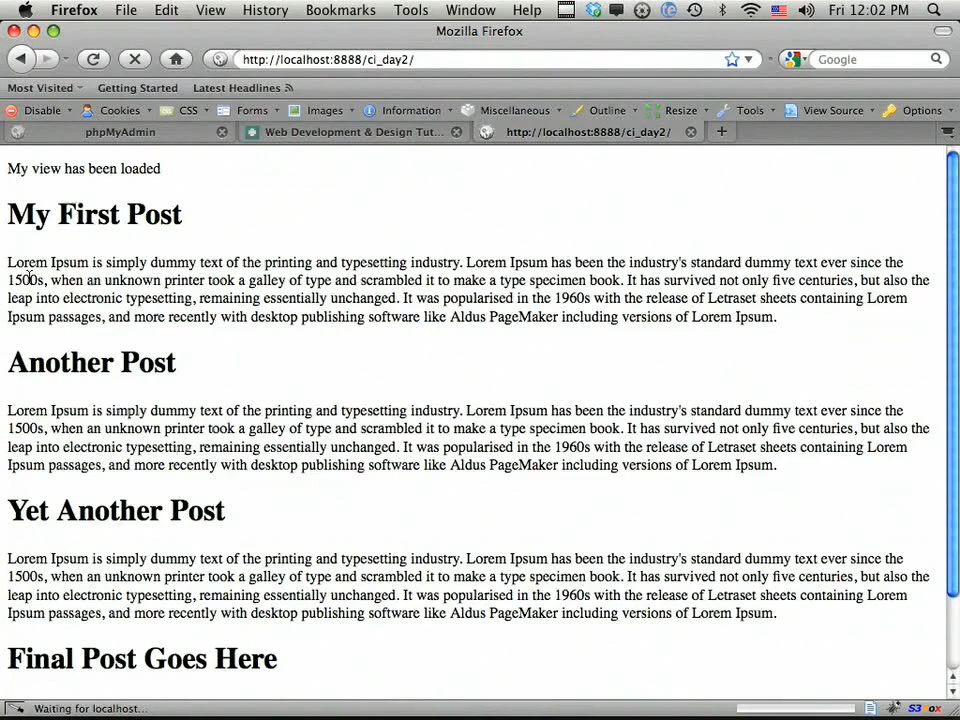 Firefox File Edit View History Bookmarks Tools Window Help Fri 12:02 PM
Mozilla Firefox
http://localhost:8888/ci_day2/ Google
Most Visited Getting Started Latest Headlines
Disable Cookies CSS Forms Images Information Miscellaneous Outline Resize Tools View Source Options
phpMyAdmin Web Development & Design Tut... http://localhost:8888/ci_day2/
My view has been loaded
My First Post
Lorem Ipsum is simply dummy text of the printing and typesetting industry. Lorem Ipsum has been the industry's standard dummy text ever since the
1500s, when an unknown printer took a galley of type and scrambled it to make a type specimen book. It has survived not only five centuries, but also the
leap into electronic typesetting, remaining essentially unchanged. It was popularised in the 1960s with the release of Letraset sheets containing Lorem
Ipsum passages, and more recently with desktop publishing software like Aldus PageMaker including versions of Lorem Ipsum.
Another Post
Lorem Ipsum is simply dummy text of the printing and typesetting industry. Lorem Ipsum has been the industry's standard dummy text ever since the
1500s, when an unknown printer took a galley of type and scrambled it to make a type specimen book. It has survived not only five centuries, but also the
leap into electronic typesetting, remaining essentially unchanged. It was popularised in the 1960s with the release of Letraset sheets containing Lorem
Ipsum passages, and more recently with desktop publishing software like Aldus PageMaker including versions of Lorem Ipsum.
Yet Another Post
Lorem Ipsum is simply dummy text of the printing and typesetting industry. Lorem Ipsum has been the industry's standard dummy text ever since the
1500s, when an unknown printer took a galley of type and scrambled it to make a type specimen book. It has survived not only five centuries, but also the
leap into electronic typesetting, remaining essentially unchanged. It was popularised in the 1960s with the release of Letraset sheets containing Lorem
Ipsum passages, and more recently with desktop publishing software like Aldus PageMaker including versions of Lorem Ipsum.
Final Post Goes Here
Waiting for localhost... S3Fox